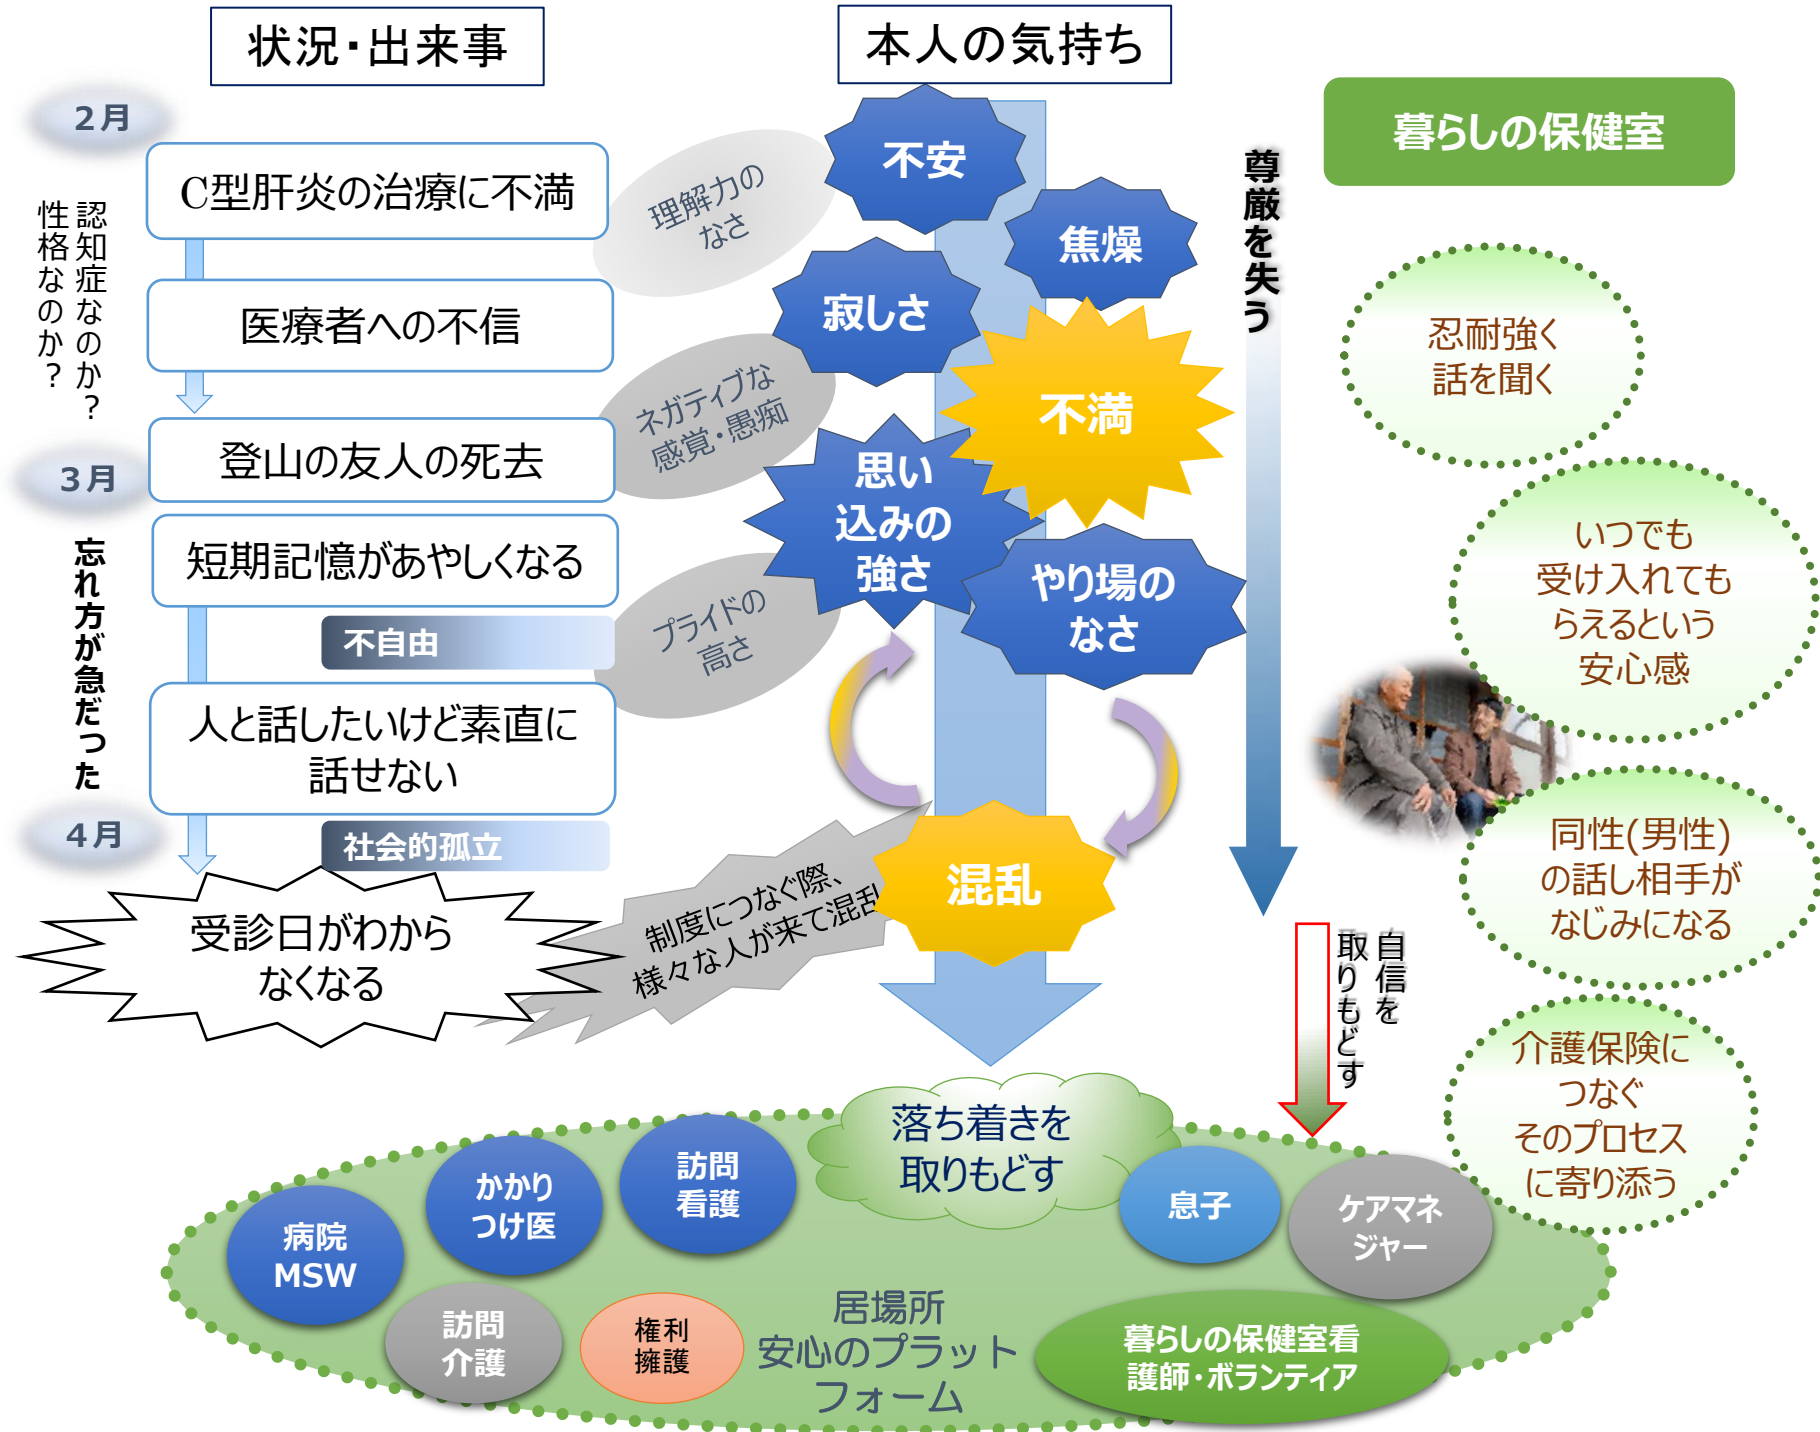 状況・出来事
本人の気持ち
暮らしの保健室
２月
C型肝炎の治療に不満
認知症なのか？
性格なのか？
医療者への不信
登山の友人の死去
３月
短期記憶があやしくなる
不自由
忘れ方が急だった
人と話したいけど素直に
話せない
４月
社会的孤立
受診日がわから
なくなる
理解力の
なさ
ネガティブな
感覚・愚痴
プライドの
高さ
制度につなぐ際、
様々な人が来て混乱
不安
焦燥
寂しさ
不満
思い
込みの
強さ
やり場の
なさ
混乱
尊厳を失う
自信を
取りもどす
忍耐強く
話を聞く
いつでも
受け入れても
らえるという
安心感
同性(男性)
の話し相手が
なじみになる
介護保険に
つなぐ
そのプロセス
に寄り添う
落ち着きを
取りもどす
病院
MSW
かかり
つけ医
訪問
看護
息子
ケアマネ
ジャー
訪問
介護
権利
擁護
居場所
安心のプラット
フォーム
暮らしの保健室看
護師・ボランティア